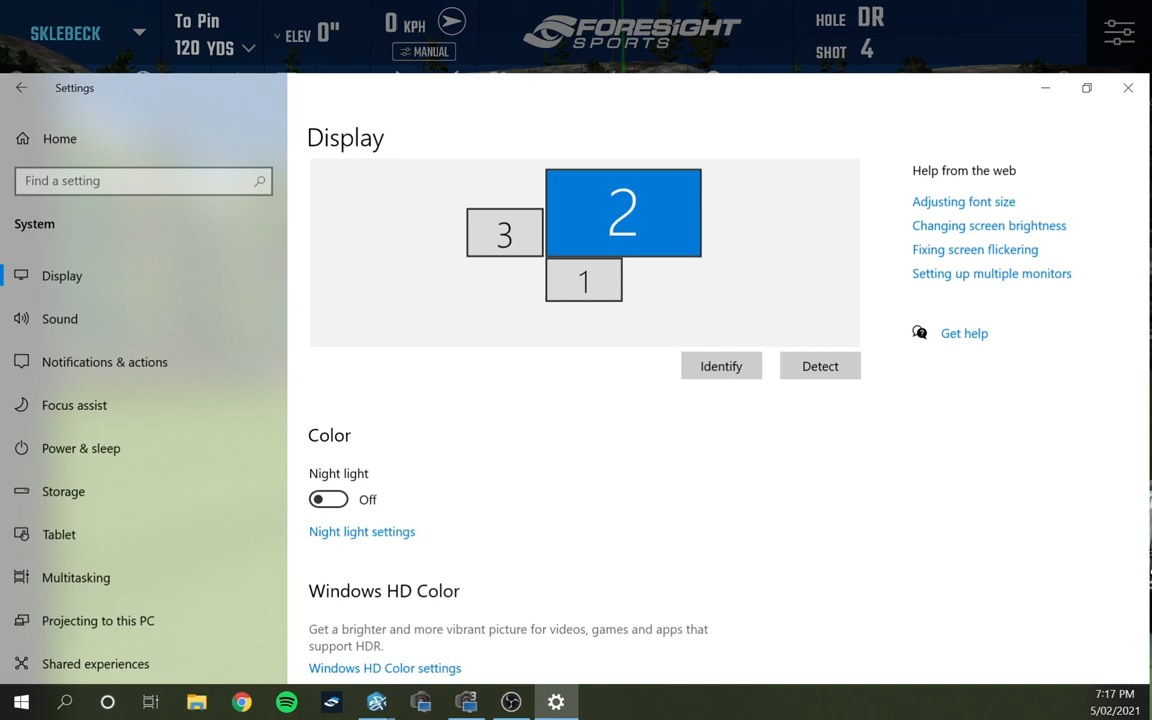 SKLEBECK
To Pin
120 YDS
ELEV 0"
0 KPH
MANUAL
FORESIGHT
SPORTS
HOLE DR
SHOT 4
Settings
Home
Find a setting
System
Display
Sound
Notifications & actions
Focus assist
Power & sleep
Storage
Tablet
Multitasking
Projecting to this PC
Shared experiences
Display
2
3
1
Identify
Detect
Color
Night light
Off
Night light settings
Windows HD Color
Get a brighter and more vibrant picture for videos, games and apps that
support HDR.
Windows HD Color settings
Help from the web
Adjusting font size
Changing screen brightness
Fixing screen flickering
Setting up multiple monitors
Get help
7:17 PM
5/02/2021